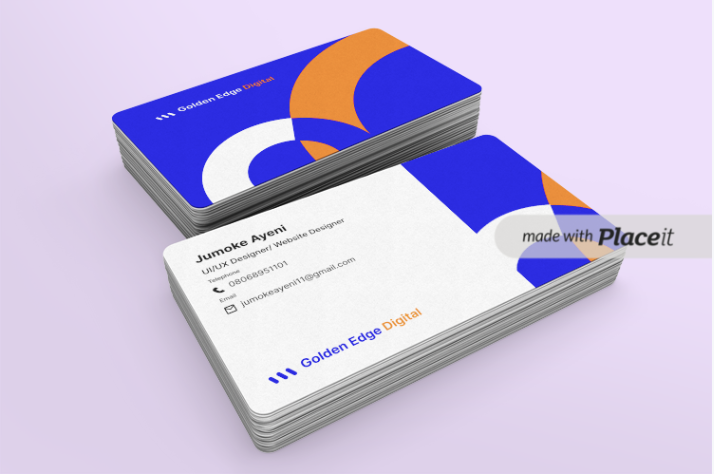 Golden Edge Digital
Jumoke Ayeni
UI/UX Designer/ Website Designer
Telephone
08068951101
Email
jumokeayeni11@gmail.com
Golden Edge Digital
made with Placeit